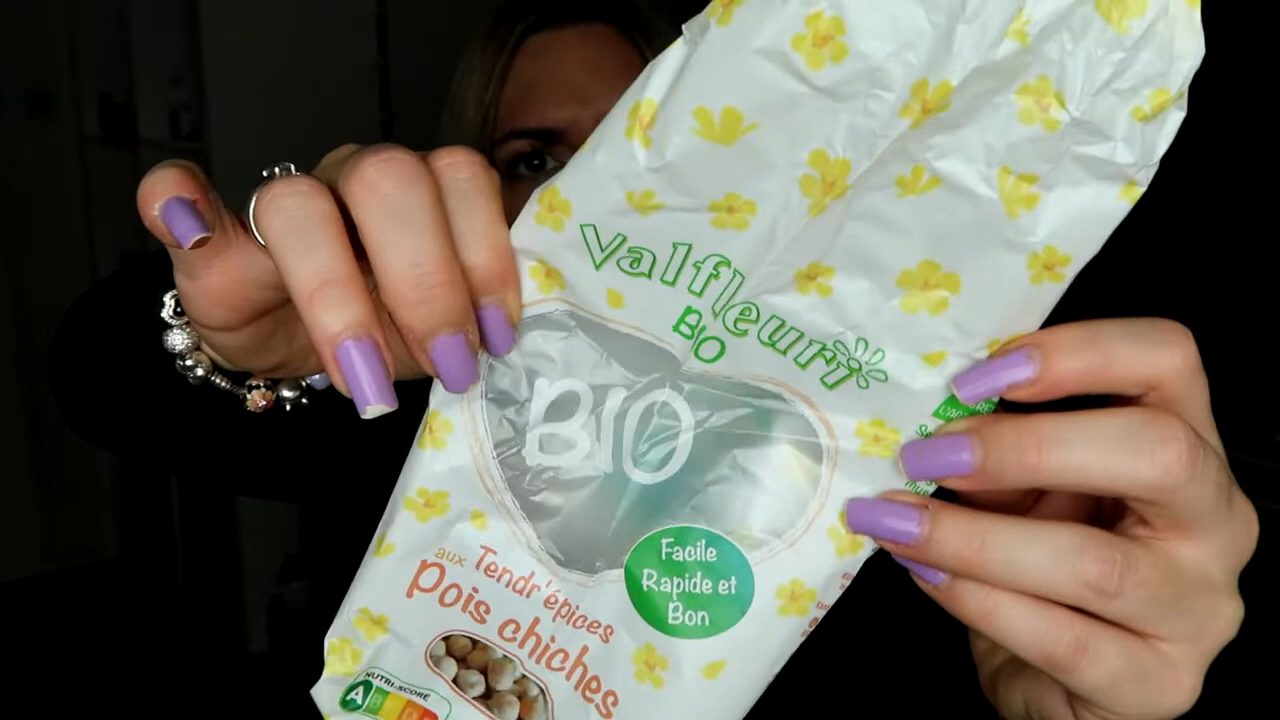 Valfleuri
BIO
BIO
Facile
Rapide et
Bon
aux Tendr'épices
Pois chiches
NUTRI-SCORE
A